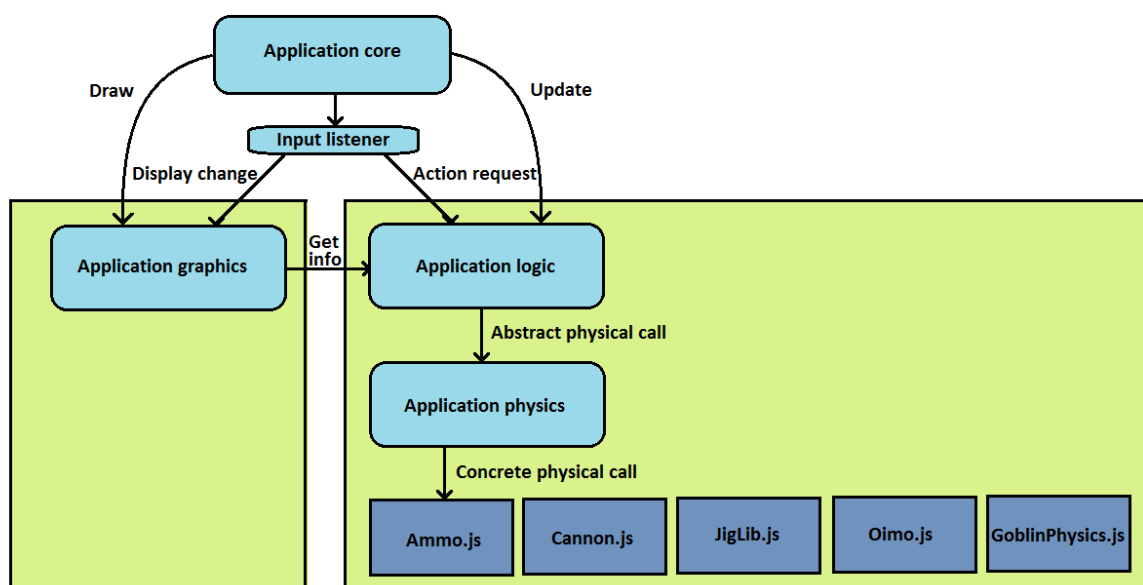 Application core
Draw
Update
Input listener
Display change
Action request
Application graphics
Get
info
Application logic
Abstract physical call
Application physics
Concrete physical call
Ammo.js
Cannon.js
JigLib.js
Oimo.js
GoblinPhysics.js